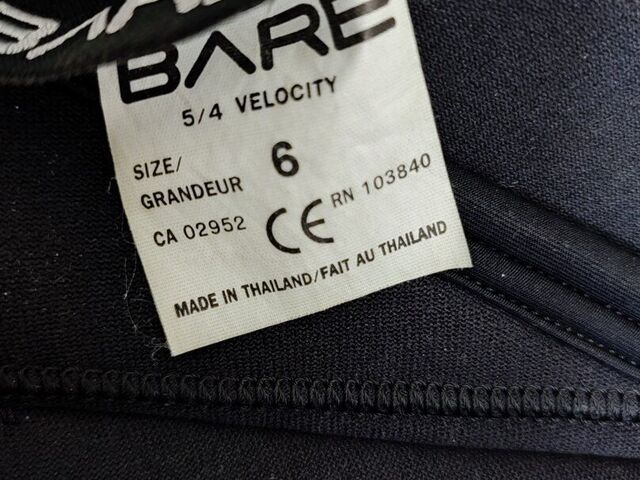 BARE
5/4 VELOCITY
SIZE/ 6
GRANDEUR
CA 02952 CE RN 103840
MADE IN THAILAND/FAIT AU THAILAND